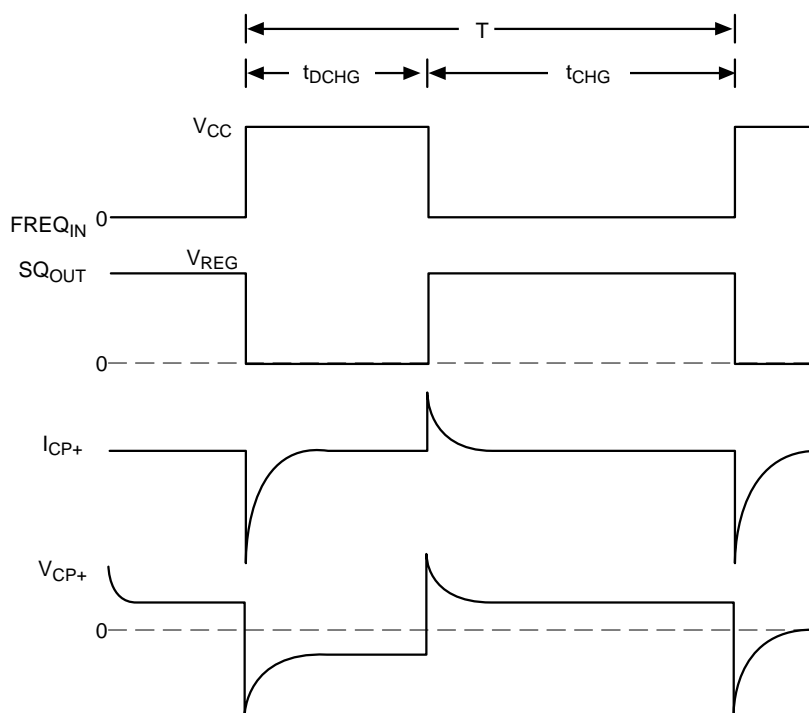 T
tDCHG
tCHG
VCC
0
FREQIN
VREG
SQOUT
0
ICP+
VCP+
0